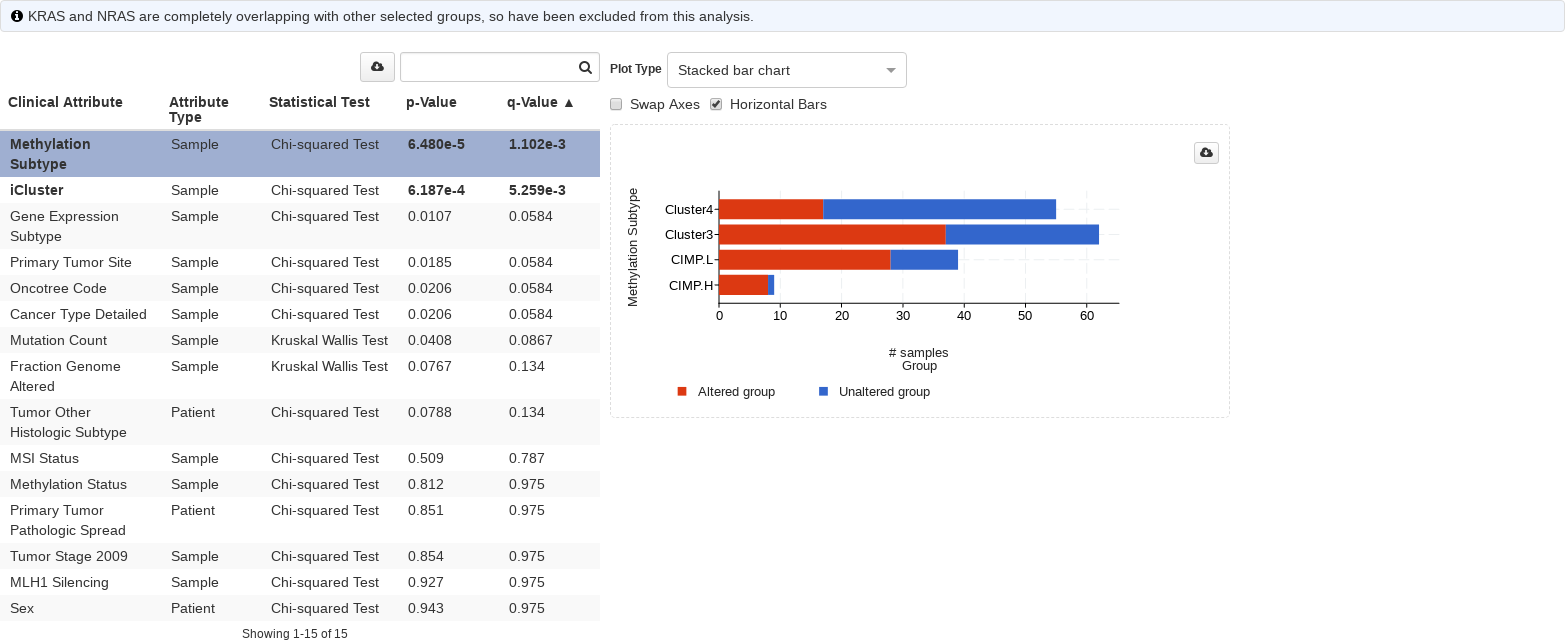 KRAS and NRAS are completely overlapping with other selected groups, so have been excluded from this analysis.
Clinical Attribute Attribute Type Statistical Test p-Value q-Value ▲
Methylation Subtype Sample Chi-squared Test 6.480e-5 1.102e-3
iCluster Sample Chi-squared Test 6.187e-4 5.259e-3
Gene Expression Subtype Sample Chi-squared Test 0.0107 0.0584
Primary Tumor Site Sample Chi-squared Test 0.0185 0.0584
Oncotree Code Sample Chi-squared Test 0.0206 0.0584
Cancer Type Detailed Sample Chi-squared Test 0.0206 0.0584
Mutation Count Sample Kruskal Wallis Test 0.0408 0.0867
Fraction Genome Altered Sample Kruskal Wallis Test 0.0767 0.134
Tumor Other Histologic Subtype Patient Chi-squared Test 0.0788 0.134
MSI Status Sample Chi-squared Test 0.509 0.787
Methylation Status Sample Chi-squared Test 0.812 0.975
Primary Tumor Pathologic Spread Patient Chi-squared Test 0.851 0.975
Tumor Stage 2009 Sample Chi-squared Test 0.854 0.975
MLH1 Silencing Sample Chi-squared Test 0.927 0.975
Sex Patient Chi-squared Test 0.943 0.975
Showing 1-15 of 15
Plot Type Stacked bar chart
Swap Axes Horizontal Bars
Methylation Subtype
Cluster4
Cluster3
CIMP.L
CIMP.H
0 10 20 30 40 50 60
# samples
Group
Altered group Unaltered group